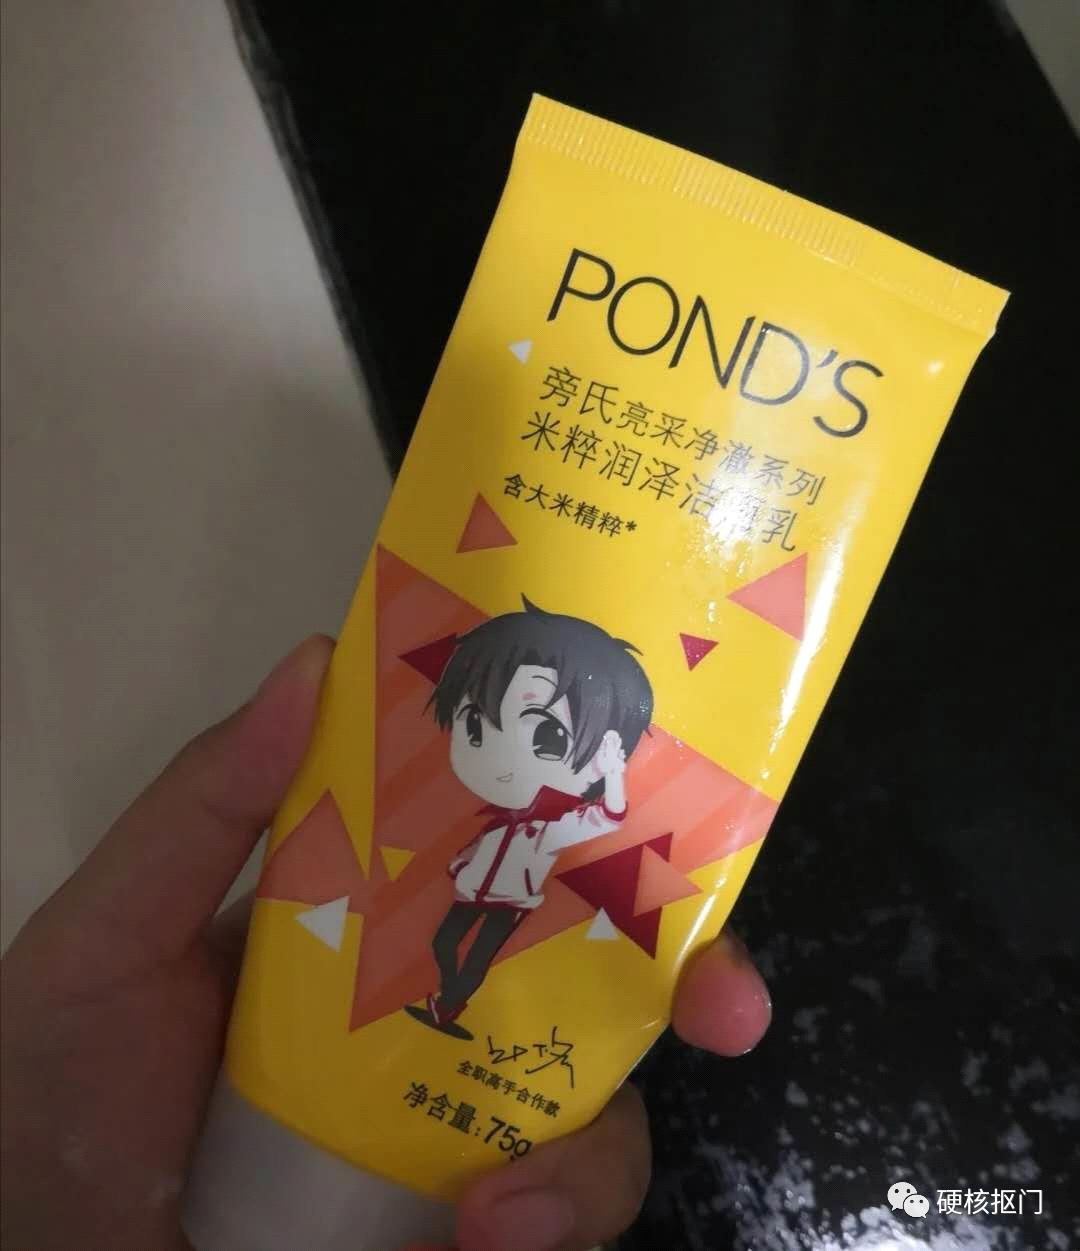 POND'S
旁氏亮采净澈系列
米粹润泽洁面乳
含大米精粹*
全职高手合作款
净含量:75g
硬核抠门